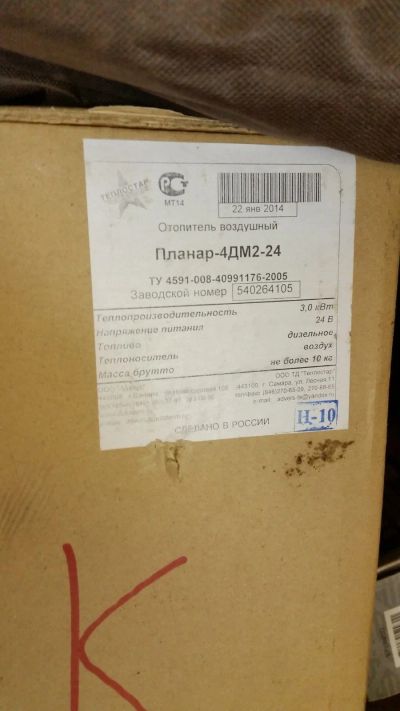 ТЕПЛОСТАР
МТ14
22 янв 2014
Отопитель воздушный
Планар-4ДМ2-24
ТУ 4591-008-40991176-2005
Заводской номер 540264105
Теплопроизводительность 3,0 кВт
Напряжение питания 24 В
Топливо дизельное
Теплоноситель воздух
Масса брутто не более 10 кг
ООО ТД "Теплостар"
443100, г. Самара, ул. Лесная 11
СДЕЛАНО В РОССИИ
Н-10
К